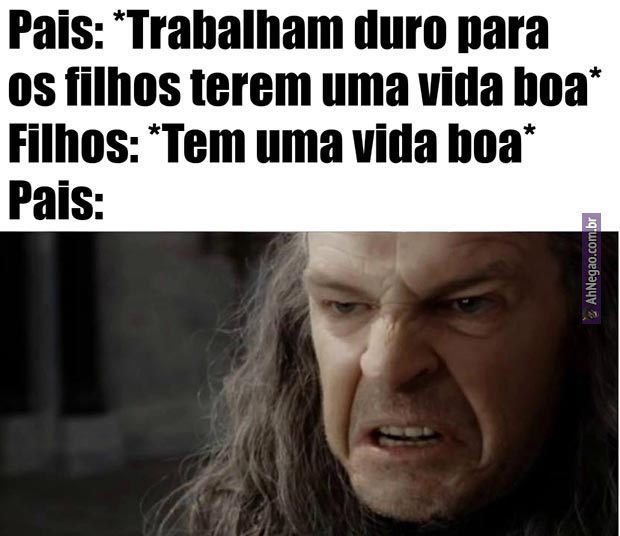 Pais: *Trabalham duro para
os filhos terem uma vida boa*
Filhos: *Tem uma vida boa*
Pais:
AhNegao.com.br